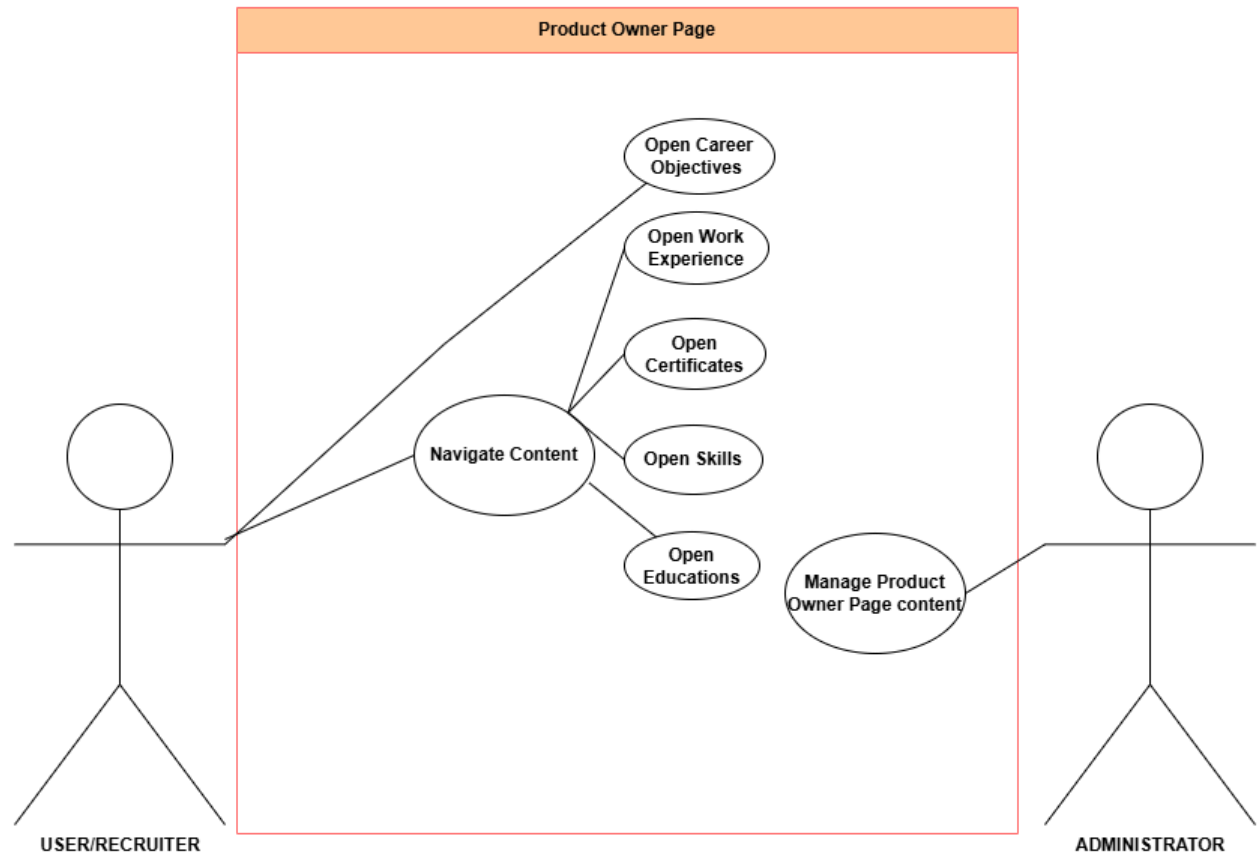 Product Owner Page
Open Career
Objectives
Open Work
Experience
Open
Certificates
Navigate Content
Open Skills
Open
Educations
Manage Product
Owner Page content
USER/RECRUITER
ADMINISTRATOR